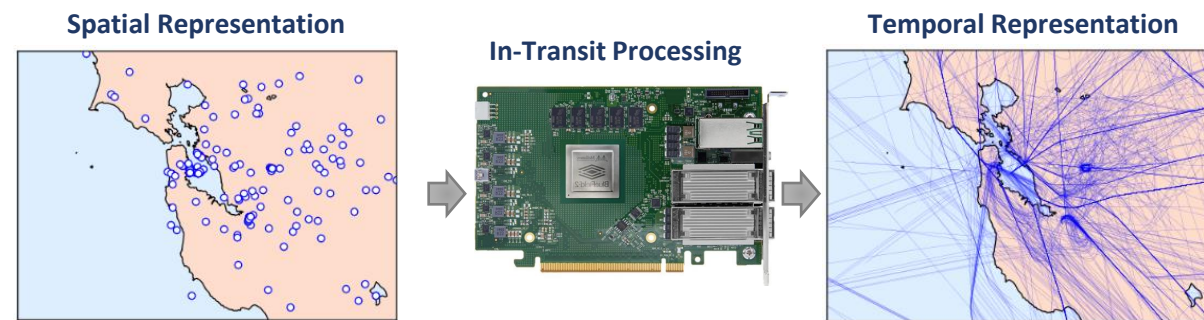 Spatial Representation
In-Transit Processing
Temporal Representation